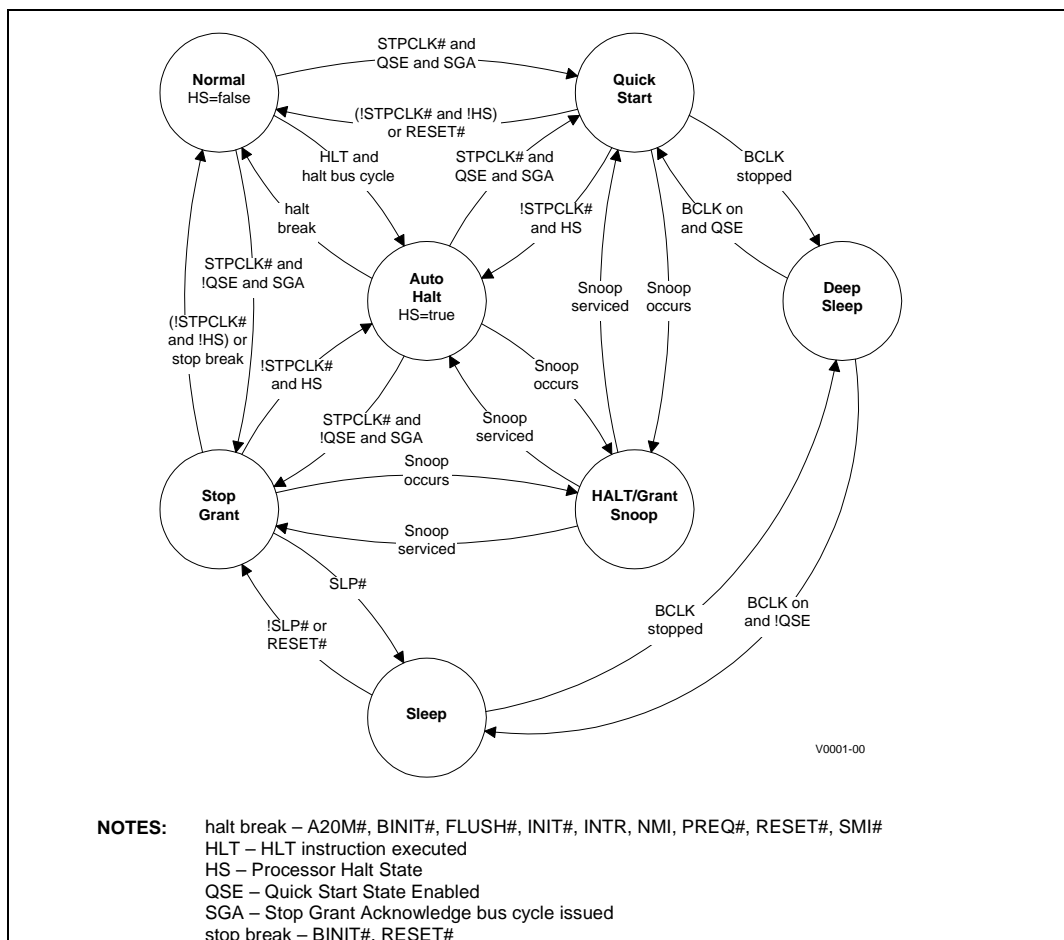 STPCLK# and
QSE and SGA
Normal
HS=false
Quick
Start
(!STPCLK# and !HS)
or RESET#
HLT and
halt bus cycle
STPCLK# and
QSE and SGA
BCLK
stopped
halt
break
!STPCLK#
and HS
BCLK on
and QSE
STPCLK# and
!QSE and SGA
Auto
Halt
HS=true
Snoop
serviced
Snoop
occurs
Deep
Sleep
(!STPCLK#
and !HS) or
stop break
!STPCLK#
and HS
Snoop
occurs
STPCLK# and
!QSE and SGA
Snoop
serviced
Stop
Grant
Snoop
occurs
HALT/Grant
Snoop
Snoop
serviced
SLP#
BCLK
stopped
BCLK on
and !QSE
!SLP# or
RESET#
Sleep
V0001-00
NOTES: halt break – A20M#, BINIT#, FLUSH#, INIT#, INTR, NMI, PREQ#, RESET#, SMI#
HLT – HLT instruction executed
HS – Processor Halt State
QSE – Quick Start State Enabled
SGA – Stop Grant Acknowledge bus cycle issued
stop break – BINIT#, RESET#